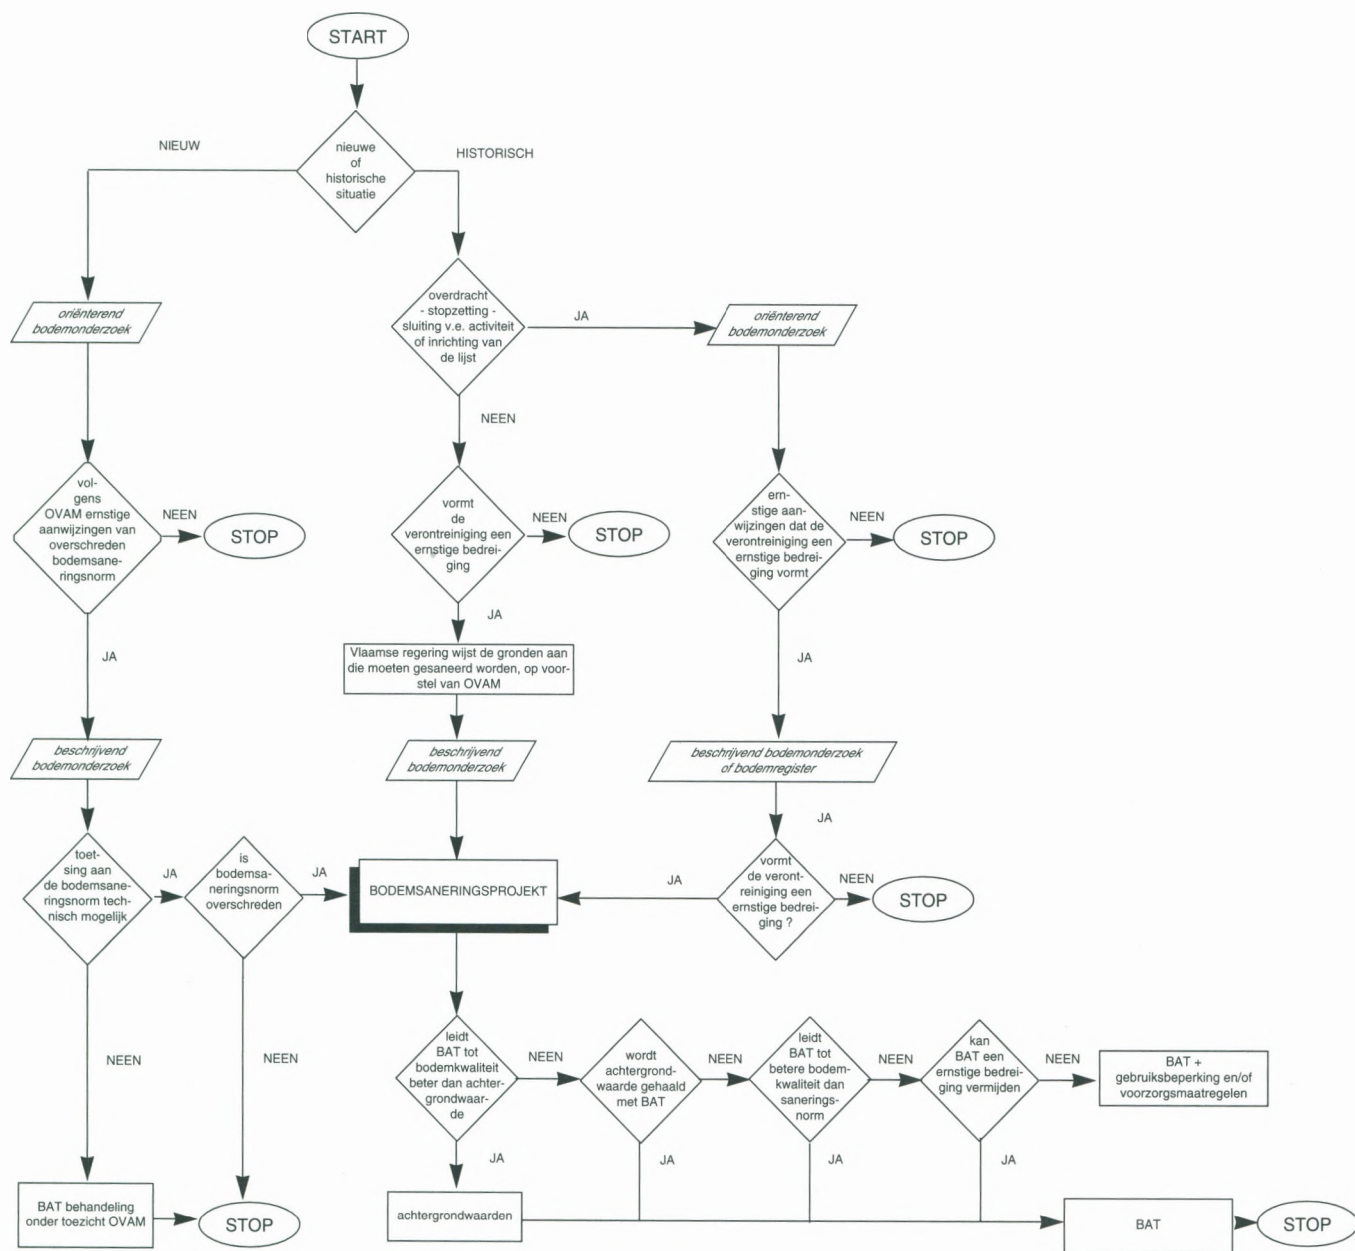 START
nieuwe
of
historische
situatie
NIEUW
HISTORISCH
oriënterend
bodemonderzoek
overdracht
- stopzetting -
sluiting v.e. activiteit
of inrichting van
de lijst
JA
oriënterend
bodemonderzoek
NEEN
vol-
gens
OVAM ernstige
aanwijzingen van
overschreden
bodemsane-
ringsnorm
NEEN
STOP
vormt
de
verontreiniging een
ernstige bedrei-
ging
NEEN
STOP
ern-
stige aan-
wijzingen dat de
verontreiniging een
ernstige bedrei-
ging vormt
NEEN
STOP
JA
JA
JA
Vlaamse regering wijst de gronden aan
die moeten gesaneerd worden, op voor-
stel van OVAM
beschrijvend
bodemonderzoek
beschrijvend
bodemonderzoek
beschrijvend bodemonderzoek
of bodemregister
JA
toet-
sing aan
de bodemsane-
ringsnorm tech-
nisch mogelijk
JA
is
bodemsa-
neringsnorm
overschreden
JA
BODEMSANERINGSPROJEKT
JA
vormt
de veront-
reiniging een
ernstige bedrei-
ging ?
NEEN
STOP
NEEN
NEEN
leidt
BAT tot
bodemkwaliteit
beter dan achter-
grondwaar-
de
NEEN
wordt
achtergrond-
waarde gehaald
met BAT
NEEN
leidt
BAT tot
betere bodem-
kwaliteit dan
sanerings-
norm
NEEN
kan
BAT een
ernstige bedrei-
ging vermijden
NEEN
BAT +
gebruiksbeperking en/of
voorzorgsmaatregelen
JA
JA
JA
JA
BAT behandeling
onder toezicht OVAM
STOP
achtergrondwaarden
BAT
STOP